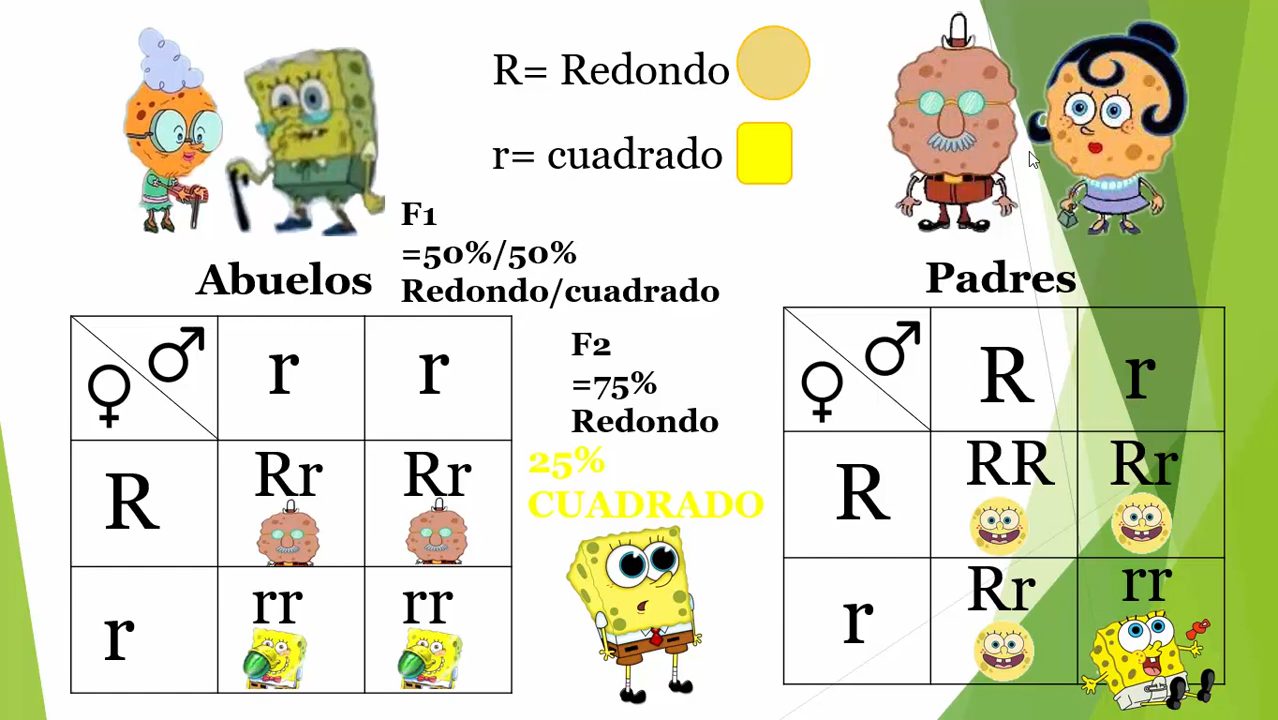 R= Redondo
r= cuadrado
F1
=50%/50%
Redondo/cuadrado
Abuelos
Padres
F2
=75%
Redondo
25%
CUADRADO
♂ r r
♀
R Rr Rr
r rr rr
♂ R r
♀
R RR Rr
r Rr rr